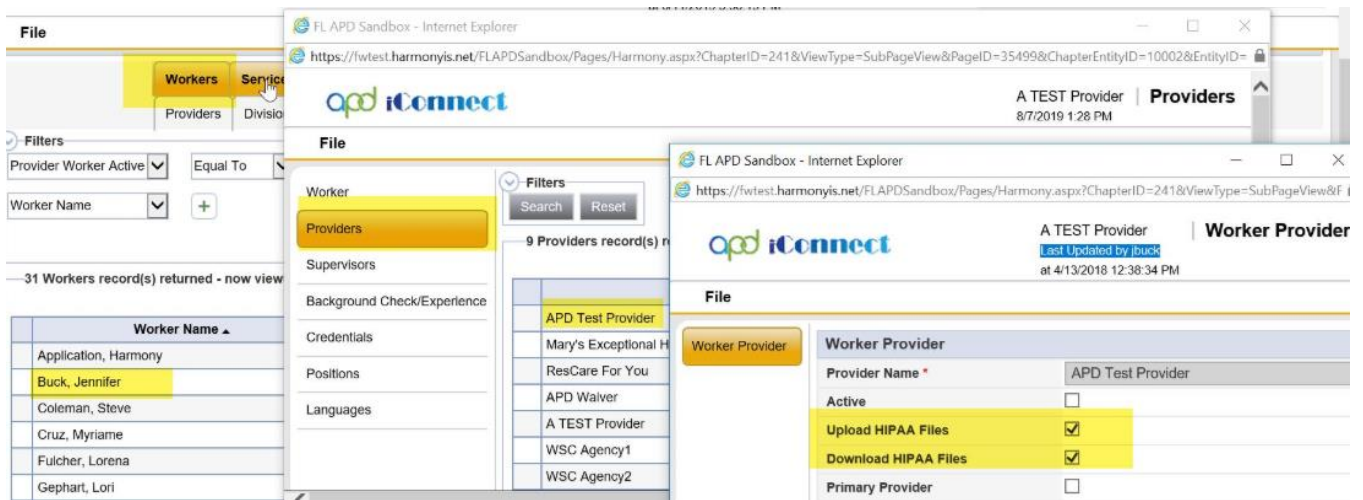 File
Workers Service
Providers Divisio
Filters
Provider Worker Active Equal To
Worker Name
31 Workers record(s) returned - now view
Worker Name
Application, Harmony
Buck, Jennifer
Coleman, Steve
Cruz, Myriame
Fulcher, Lorena
Gephart, Lori
FL APD Sandbox - Internet Explorer
https://fwtest.harmonyis.net/FLAPDSandbox/Pages/Harmony.aspx?ChapterID=241&ViewType=SubPageView&PageID=35499&ChapterEntityID=10002&EntityID=
apd iConnect
A TEST Provider Providers
8/7/2019 1:28 PM
File
Worker
Providers
Supervisors
Background Check/Experience
Credentials
Positions
Languages
Filters
Search Reset
9 Providers record(s) r
APD Test Provider
Mary's Exceptional H
ResCare For You
APD Waiver
A TEST Provider
WSC Agency1
WSC Agency2
FL APD Sandbox - Internet Explorer
https://fwtest.harmonyis.net/FLAPDSandbox/Pages/Harmony.aspx?ChapterID=241&ViewType=SubPageView&F
apd iConnect
A TEST Provider Worker Provider
Last Updated by jbuck
at 4/13/2018 12:38:34 PM
File
Worker Provider
Worker Provider
Provider Name * APD Test Provider
Active
Upload HIPAA Files
Download HIPAA Files
Primary Provider